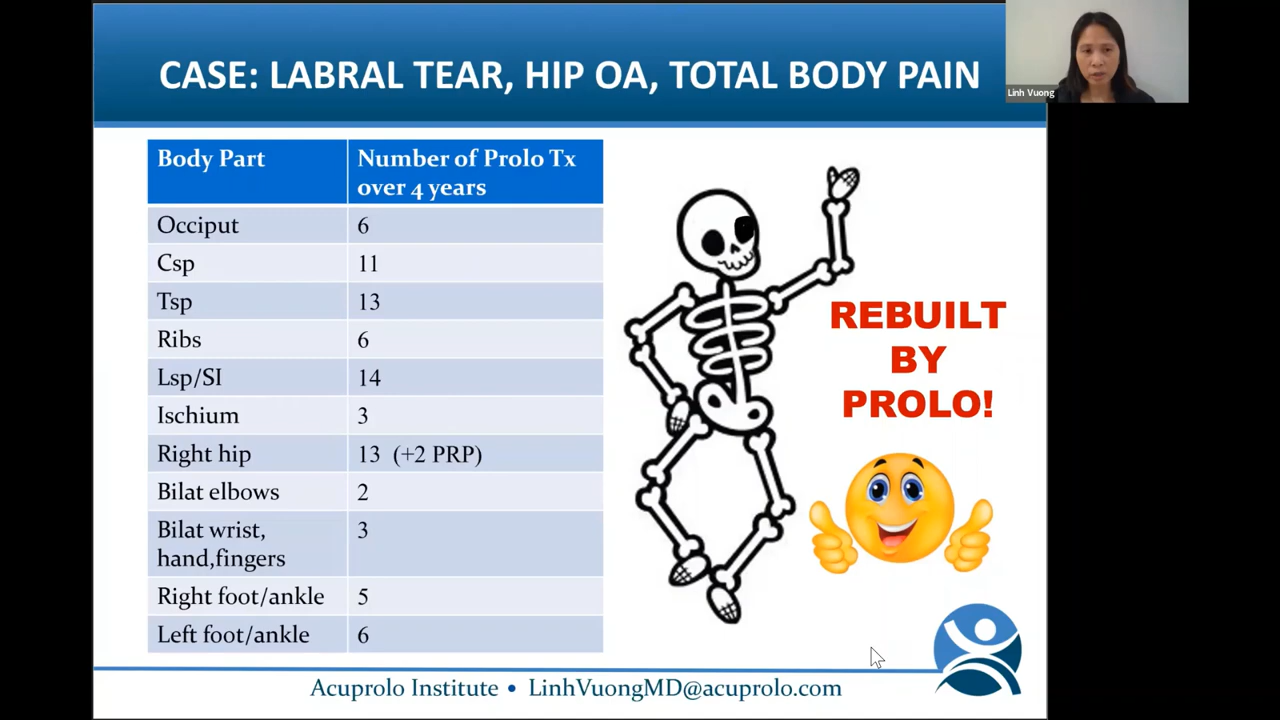 CASE: LABRAL TEAR, HIP OA, TOTAL BODY PAIN
Linh Vuong
Body Part Number of Prolo Tx
over 4 years
Occiput 6
Csp 11
Tsp 13
Ribs 6
Lsp/SI 14
Ischium 3
Right hip 13 (+2 PRP)
Bilat elbows 2
Bilat wrist, 3
hand,fingers
Right foot/ankle 5
Left foot/ankle 6
REBUILT
BY
PROLO!
Acuprolo Institute • LinhVuongMD@acuprolo.com